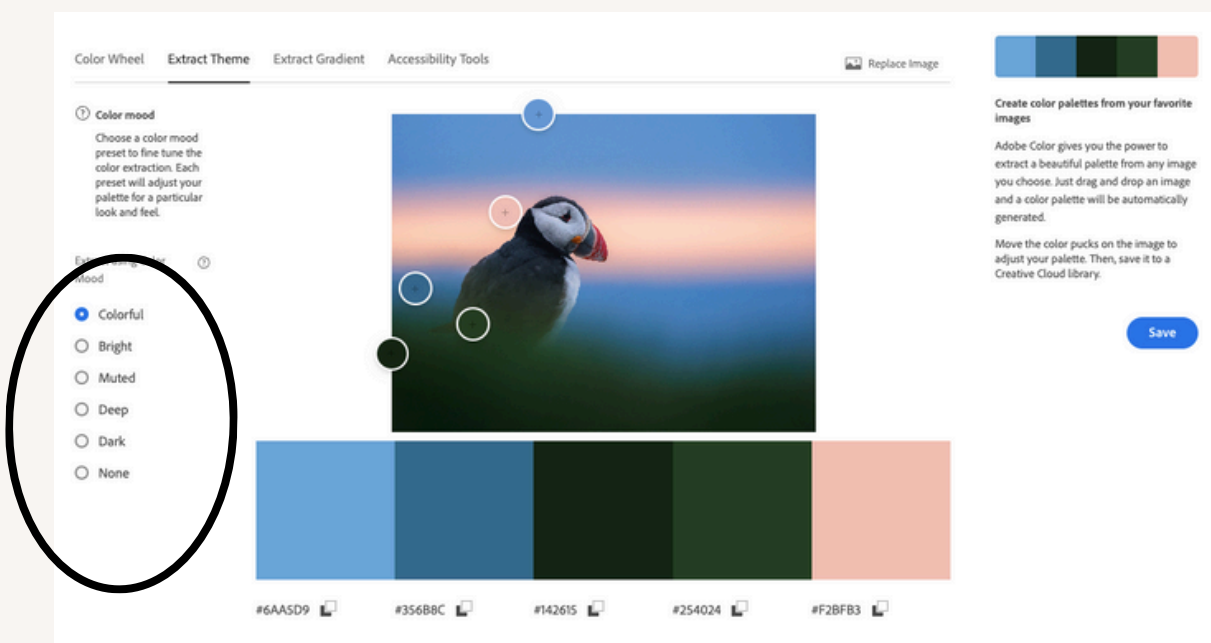 Color Wheel Extract Theme Extract Gradient Accessibility Tools
Replace Image
? Color mood
Choose a color mood
preset to fine tune the
color extraction. Each
preset will adjust your
palette for a particular
look and feel.
?
Mood
Colorful
Bright
Muted
Deep
Dark
None
#6AA5D9 #356B8C #142615 #254024 #F2BFB3
Create color palettes from your favorite
images
Adobe Color gives you the power to
extract a beautiful palette from any image
you choose. Just drag and drop an image
and a color palette will be automatically
generated.
Move the color pucks on the image to
adjust your palette. Then, save it to a
Creative Cloud library.
Save